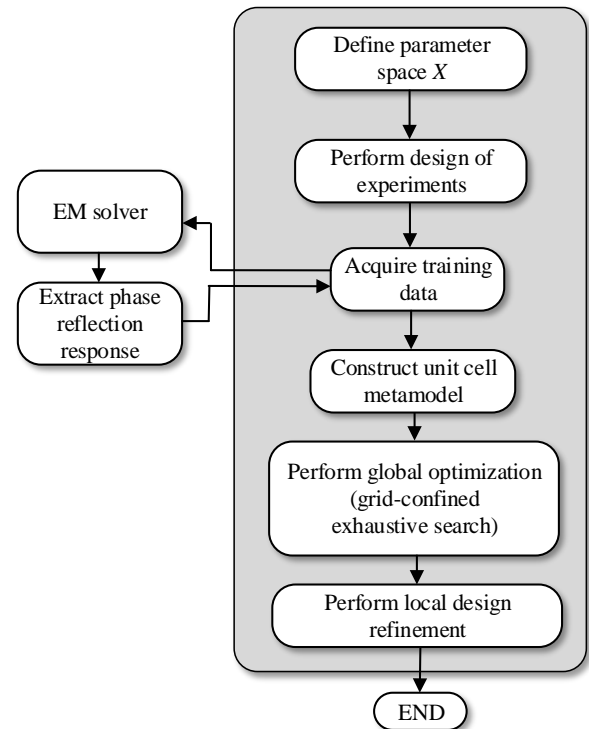 Define parameter
space X
Perform design of
experiments
EM solver
Acquire training
data
Extract phase
reflection
response
Construct unit cell
metamodel
Perform global optimization
(grid-confined
exhaustive search)
Perform local design
refinement
END